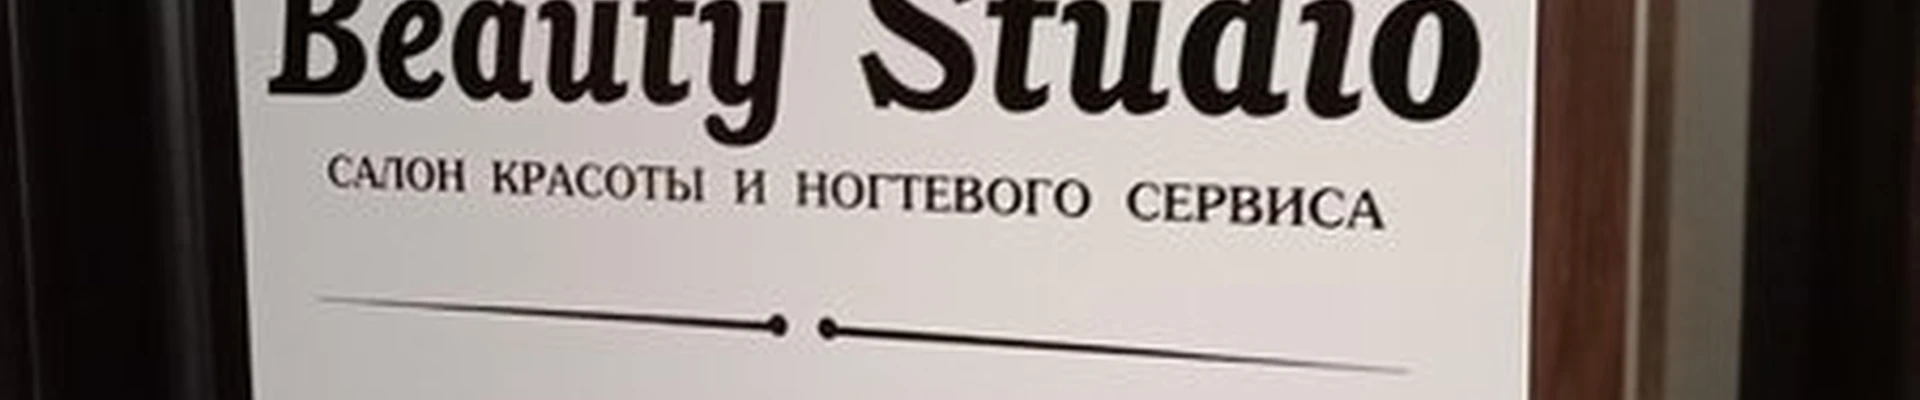 Beauty Studio
САЛОН КРАСОТЫ И НОГТЕВОГО СЕРВИСА